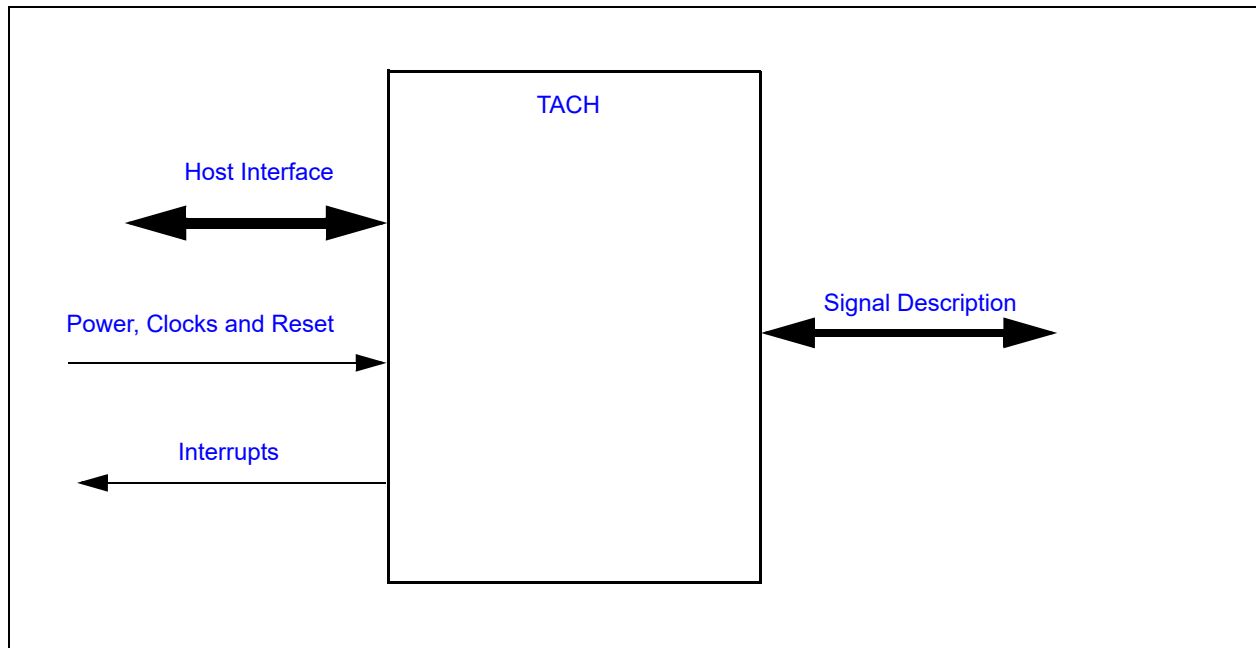 TACH
Host Interface
Signal Description
Power, Clocks and Reset
Interrupts